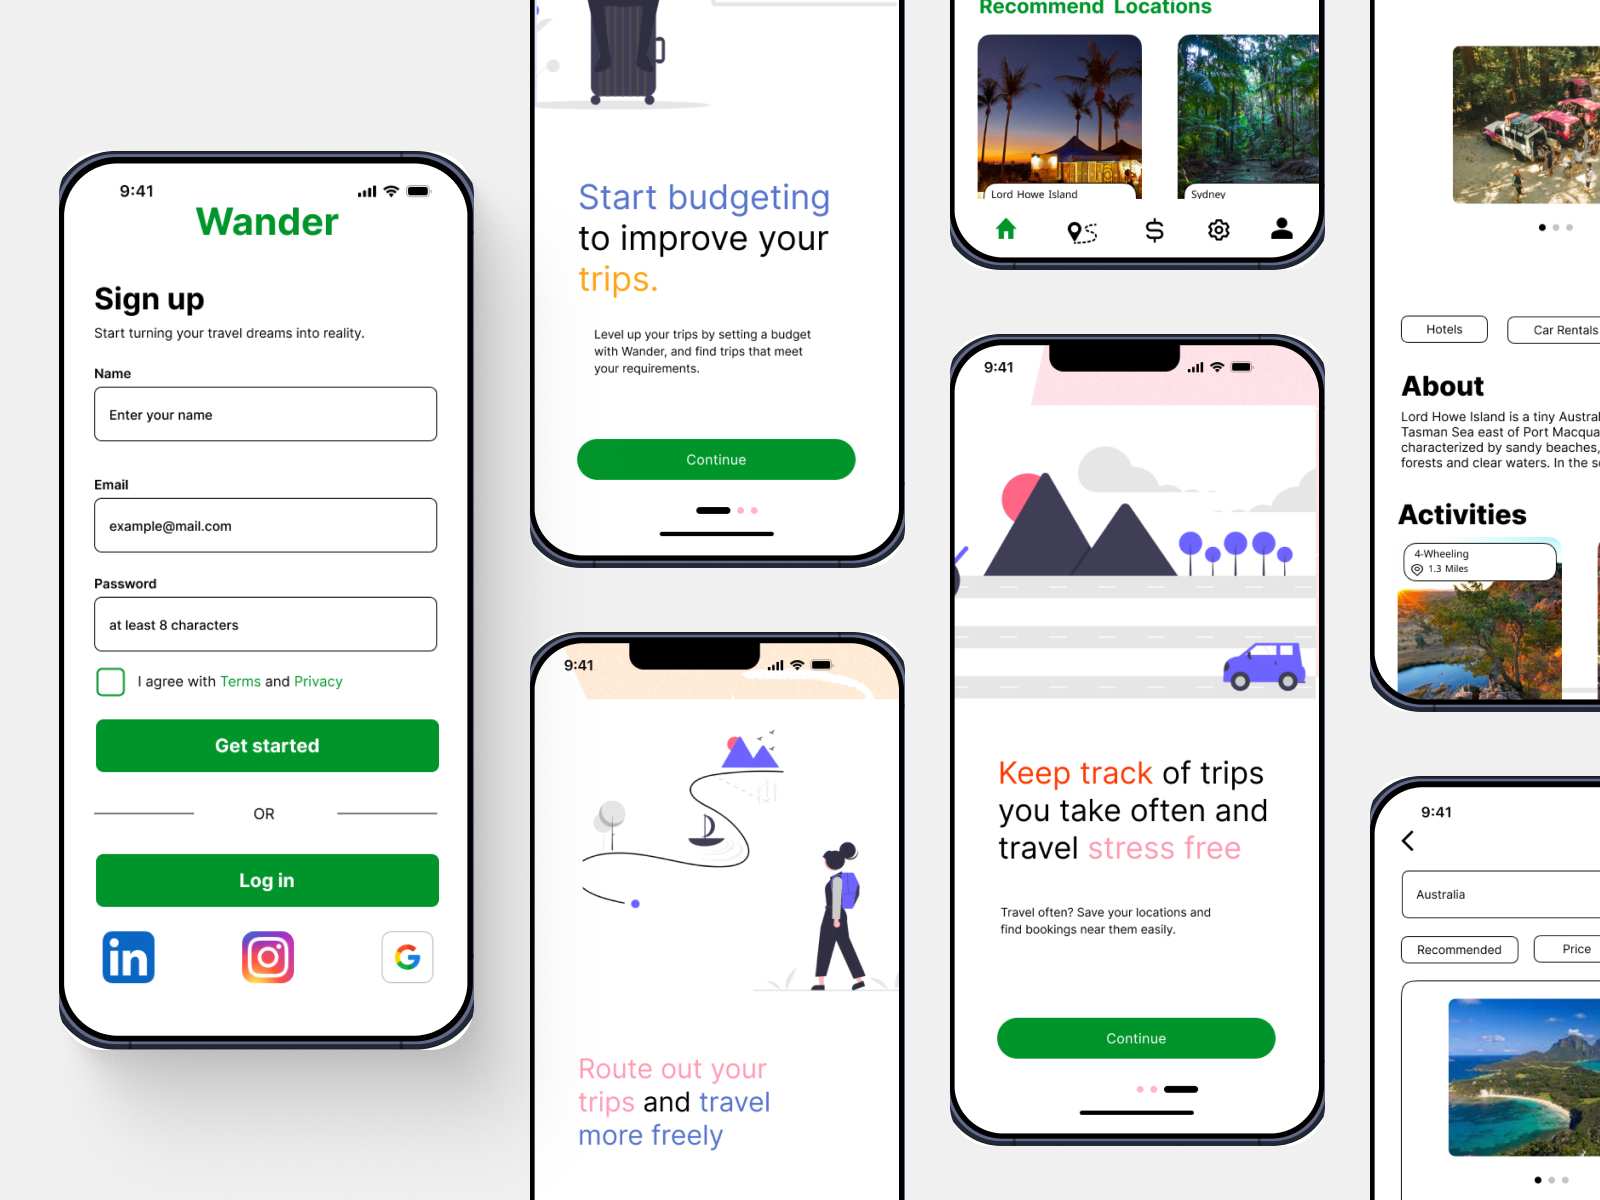 9:41
Wander
Sign up
Start turning your travel dreams into reality.
Name
Enter your name
Email
example@mail.com
Password
at least 8 characters
I agree with Terms and Privacy
Get started
OR
Log in
in
G
Start budgeting
to improve your
trips.
Level up your trips by setting a budget
with Wander, and find trips that meet
your requirements.
Continue
9:41
Route out your
trips and travel
more freely
Recommend Locations
Lord Howe Island
Sydney
9:41
Keep track of trips
you take often and
travel stress free
Travel often? Save your locations and
find bookings near them easily.
Continue
Hotels
Car Rentals
About
Lord Howe Island is a tiny Austral
Tasman Sea east of Port Macqua
characterized by sandy beaches,
forests and clear waters. In the s
Activities
4-Wheeling
1.3 Miles
9:41
Australia
Recommended
Price